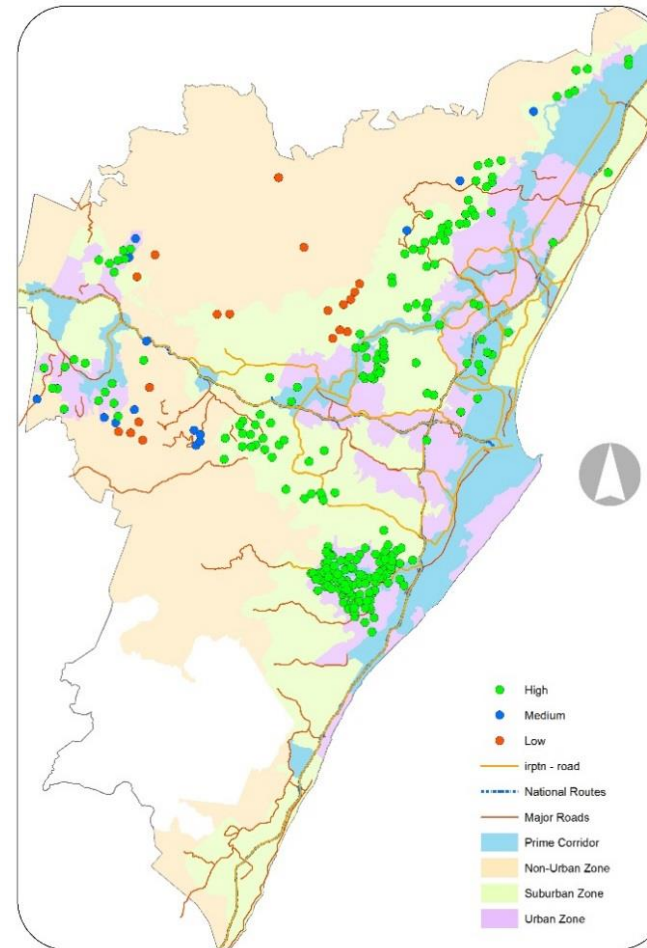 High
Medium
Low
irptn - road
National Routes
Major Roads
Prime Corridor
Non-Urban Zone
Suburban Zone
Urban Zone